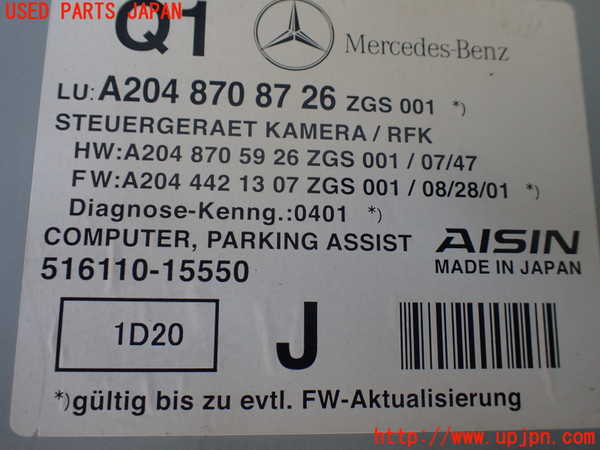 USED PARTS JAPAN
Q1
Mercedes-Benz
LU: A204 870 87 26 ZGS 001 *)
STEUERGERAET KAMERA / RFK
HW: A204 870 59 26 ZGS 001 / 07/47
FW: A204 442 13 07 ZGS 001 / 08/28/01 *)
Diagnose-Kenng.:0401 *)
COMPUTER, PARKING ASSIST
AISIN
516110-15550
MADE IN JAPAN
1D20
J
*)gültig bis zu evtl. FW-Aktualisierung
http://www.upjpn.com